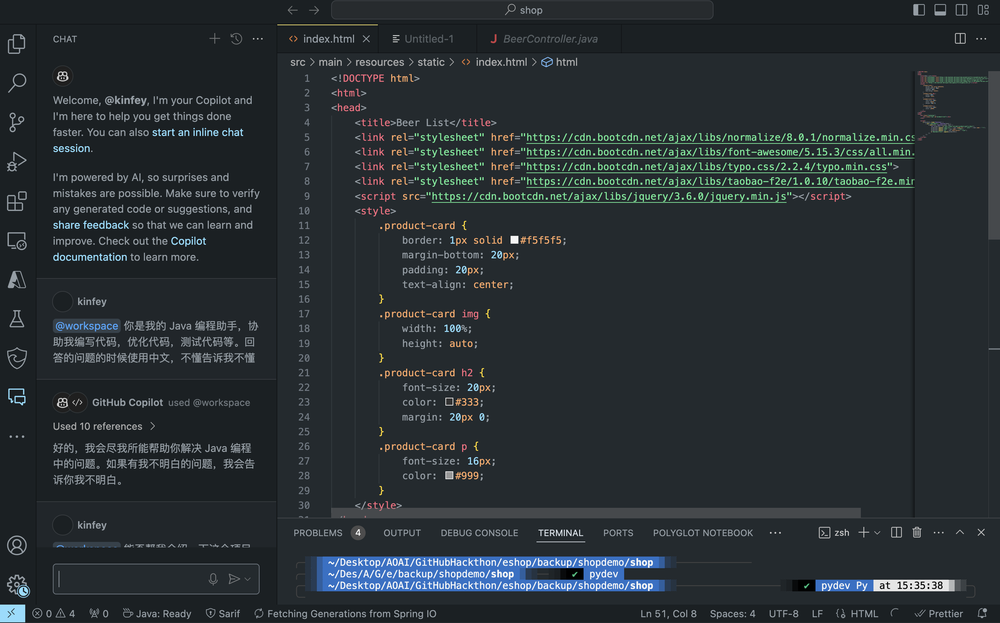 shop
CHAT
Welcome, @kinfey, I'm your Copilot and
I'm here to help you get things done
faster. You can also start an inline chat
session.
I'm powered by AI, so surprises and
mistakes are possible. Make sure to verify
any generated code or suggestions, and
share feedback so that we can learn and
improve. Check out the Copilot
documentation to learn more.
kinfey
@workspace 你是我的 Java 编程助手，协
助我编写代码，优化代码，测试代码等。回
答的问题的时候使用中文，不懂告诉我不懂
GitHub Copilot used @workspace
Used 10 references
好的，我会尽我所能帮助你解决 Java 编程
中的问题。如果有我不明白的问题，我会告
诉你我不明白。
kinfey
index.html
Untitled-1
J BeerController.java
src > main > resources > static > <> index.html > html
1 <!DOCTYPE html>
2 <html>
3 <head>
4 <title>Beer List</title>
5 <link rel="stylesheet" href="https://cdn.bootcdn.net/ajax/libs/normalize/8.0.1/normalize.min.cs
6 <link rel="stylesheet" href="https://cdn.bootcdn.net/ajax/libs/font-awesome/5.15.3/css/all.min.
7 <link rel="stylesheet" href="https://cdn.bootcdn.net/ajax/libs/typo.css/2.2.4/typo.min.css">
8 <link rel="stylesheet" href="https://cdn.bootcdn.net/ajax/libs/taobao-f2e/1.0.10/taobao-f2e.min
9 <script src="https://cdn.bootcdn.net/ajax/libs/jquery/3.6.0/jquery.min.js"></script>
10 <style>
11 .product-card {
12 border: 1px solid #f5f5f5;
13 margin-bottom: 20px;
14 padding: 20px;
15 text-align: center;
16 }
17 .product-card img {
18 width: 100%;
19 height: auto;
20 }
21 .product-card h2 {
22 font-size: 20px;
23 color: #333;
24 margin: 20px 0;
25 }
26 .product-card p {
27 font-size: 16px;
28 color: #999;
29 }
30 </style>
PROBLEMS 4 OUTPUT DEBUG CONSOLE TERMINAL PORTS POLYGLOT NOTEBOOK
zsh
~/Desktop/AOAI/GitHubHackthon/eshop/backup/shopdemo/shop
~/Des/A/G/e/backup/shopdemo/shop ✔ pydev
~/Desktop/AOAI/GitHubHackthon/eshop/backup/shopdemo/shop ✔ pydev Py at 15:35:38
0 4 0 Java: Ready Sarif Fetching Generations from Spring IO Ln 51, Col 8 Spaces: 4 UTF-8 LF HTML Prettier